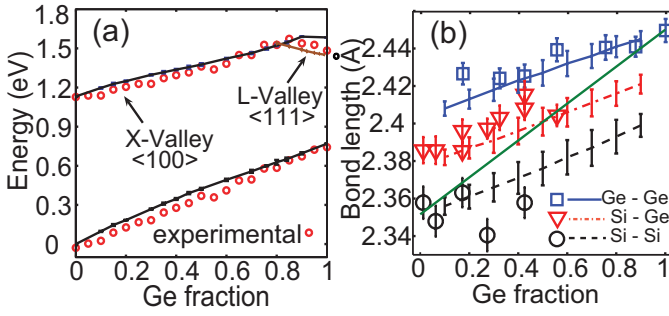 (a)
1.8
1.5
1.2
0.9
0.6
0.3
0
Energy (eV)
X-Valley
<100>
L-Valley
<111>
experimental
0 0.2 0.4 0.6 0.8 1
Ge fraction
(b)
2.44
2.42
2.4
2.38
2.36
2.34
Bond length (Å)
Ge - Ge
Si - Ge
Si - Si
0 0.2 0.4 0.6 0.8 1
Ge fraction